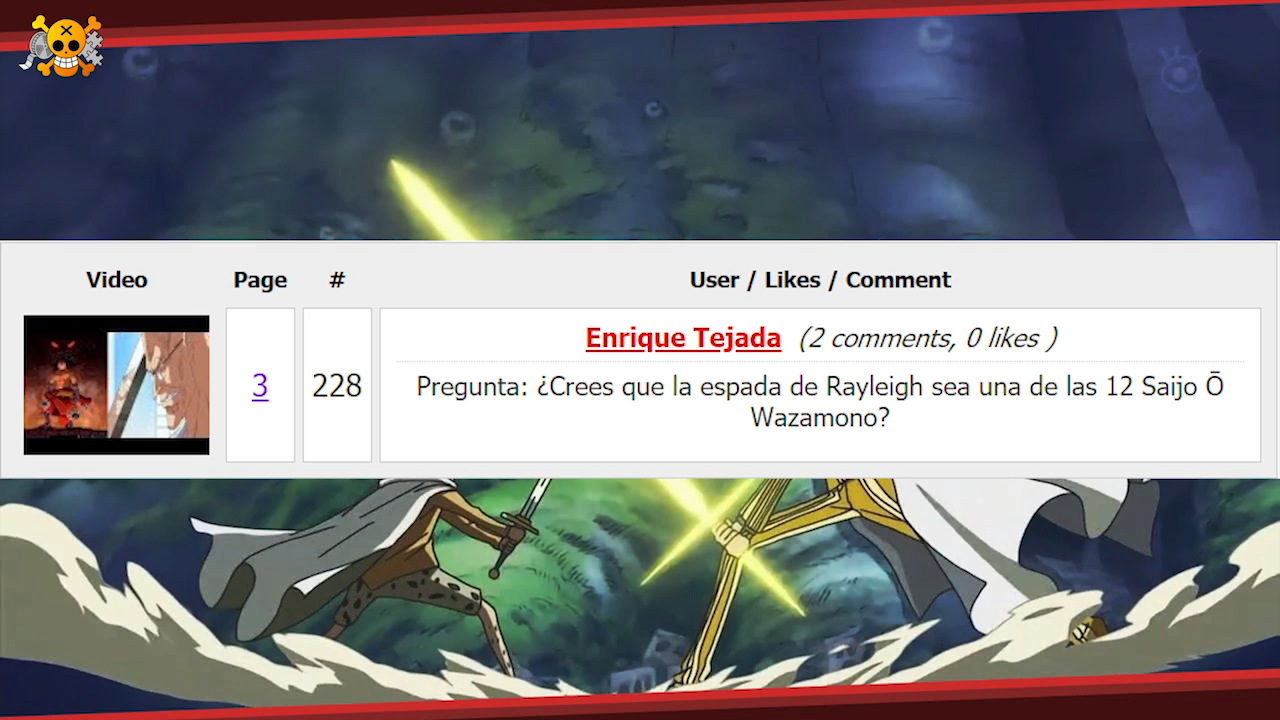 Video Page # User / Likes / Comment
Enrique Tejada (2 comments, 0 likes )
3 228 Pregunta: ¿Crees que la espada de Rayleigh sea una de las 12 Saijo Ō
Wazamono?